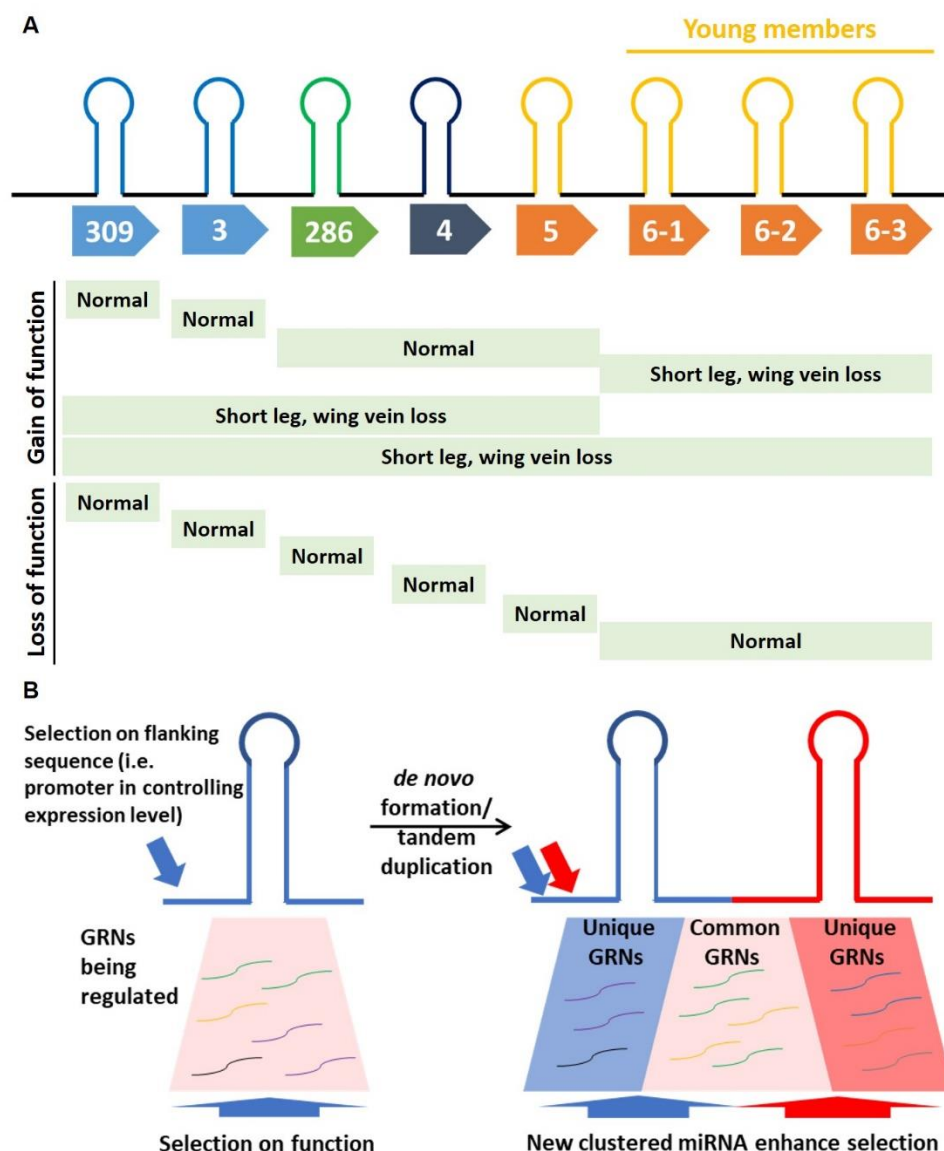 A
Young members
309 3 286 4 5 6-1 6-2 6-3
Gain of function
Normal
Normal
Normal
Short leg, wing vein loss
Short leg, wing vein loss
Short leg, wing vein loss
Loss of function
Normal
Normal
Normal
Normal
Normal
Normal
B
Selection on flanking
sequence (i.e.
promoter in controlling
expression level)
GRNs
being
regulated
Selection on function
de novo
formation/
tandem
duplication
Unique
GRNs
Common
GRNs
Unique
GRNs
New clustered miRNA enhance selection